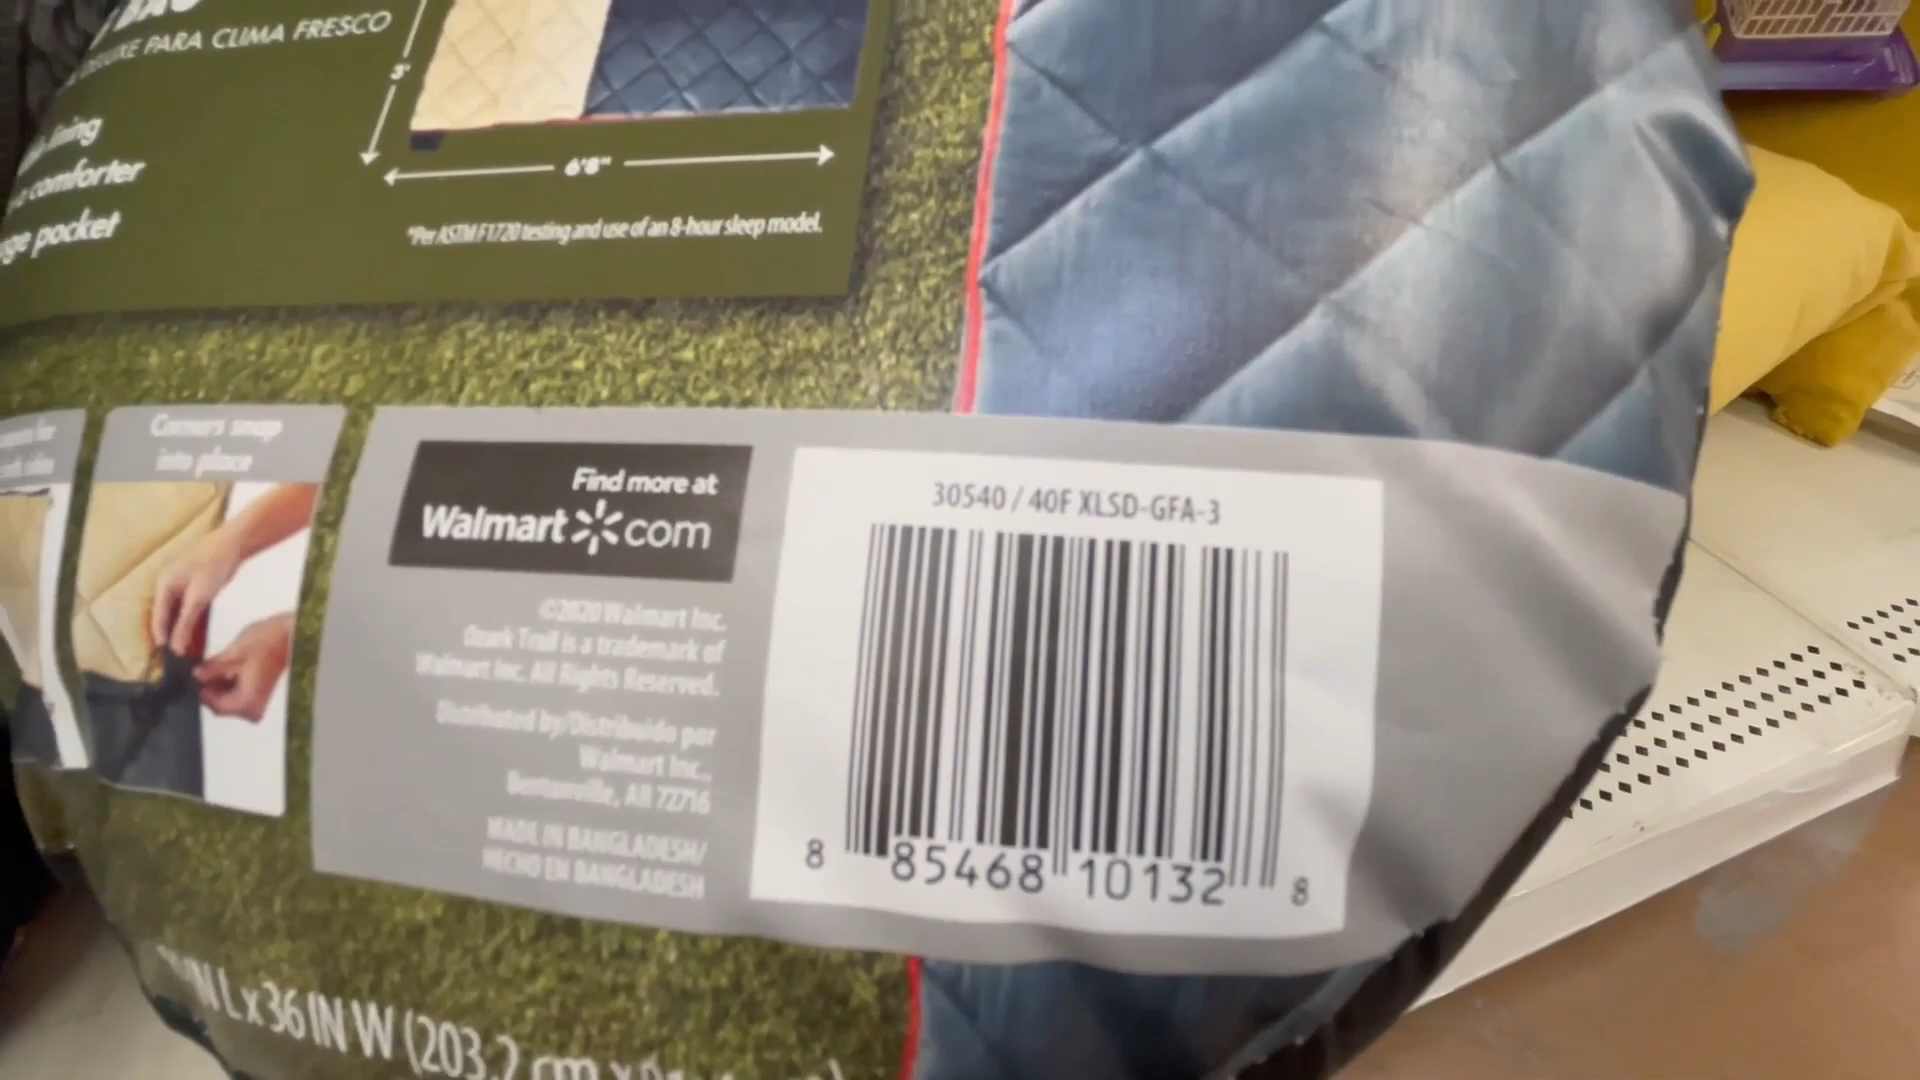 BAG
DELUXE PARA CLIMA FRESCO
lining
comforter
pocket
3'
6'8"
*Per ASTM F1720 testing and use of an 8-hour sleep model.
Corners snap
into place
Find more at
Walmart.com
©2020 Walmart Inc.
Ozark Trail is a trademark of
Walmart Inc. All Rights Reserved.
Distributed by/Distribuido por
Walmart Inc.,
Bentonville, AR 72716
MADE IN BANGLADESH/
HECHO EN BANGLADESH
30540 / 40F XLSD-GFA-3
8 85468 10132 8
IN L x 36 IN W (203.2 cm x